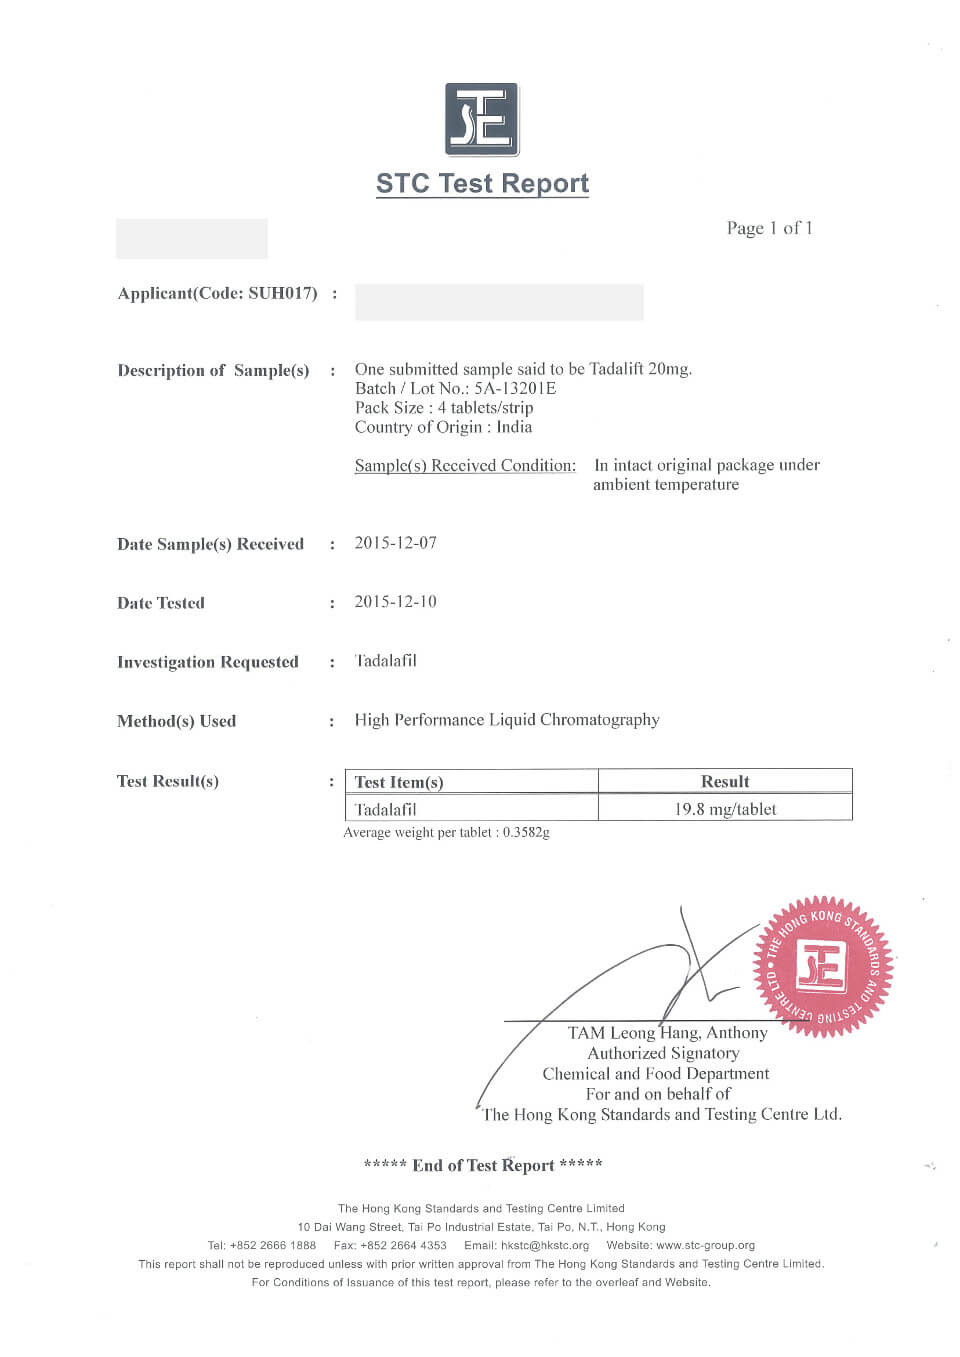 STC
STC Test Report
Page 1 of 1
Applicant(Code: SUH017) :
Description of Sample(s) : One submitted sample said to be Tadalift 20mg.
Batch / Lot No.: 5A-13201E
Pack Size : 4 tablets/strip
Country of Origin : India
Sample(s) Received Condition: In intact original package under
ambient temperature
Date Sample(s) Received : 2015-12-07
Date Tested : 2015-12-10
Investigation Requested : Tadalafil
Method(s) Used : High Performance Liquid Chromatography
Test Result(s) : Test Item(s) Result
Tadalafil 19.8 mg/tablet
Average weight per tablet : 0.3582g
THE HONG KONG STANDARDS AND TESTING CENTRE LTD •
TAM Leong Hang, Anthony
Authorized Signatory
Chemical and Food Department
For and on behalf of
The Hong Kong Standards and Testing Centre Ltd.
***** End of Test Report *****
The Hong Kong Standards and Testing Centre Limited
10 Dai Wang Street, Tai Po Industrial Estate, Tai Po, N.T., Hong Kong
Tel: +852 2666 1888 Fax: +852 2664 4353 Email: hkstc@hkstc.org Website: www.stc-group.org
This report shall not be reproduced unless with prior written approval from The Hong Kong Standards and Testing Centre Limited.
For Conditions of Issuance of this test report, please refer to the overleaf and Website.